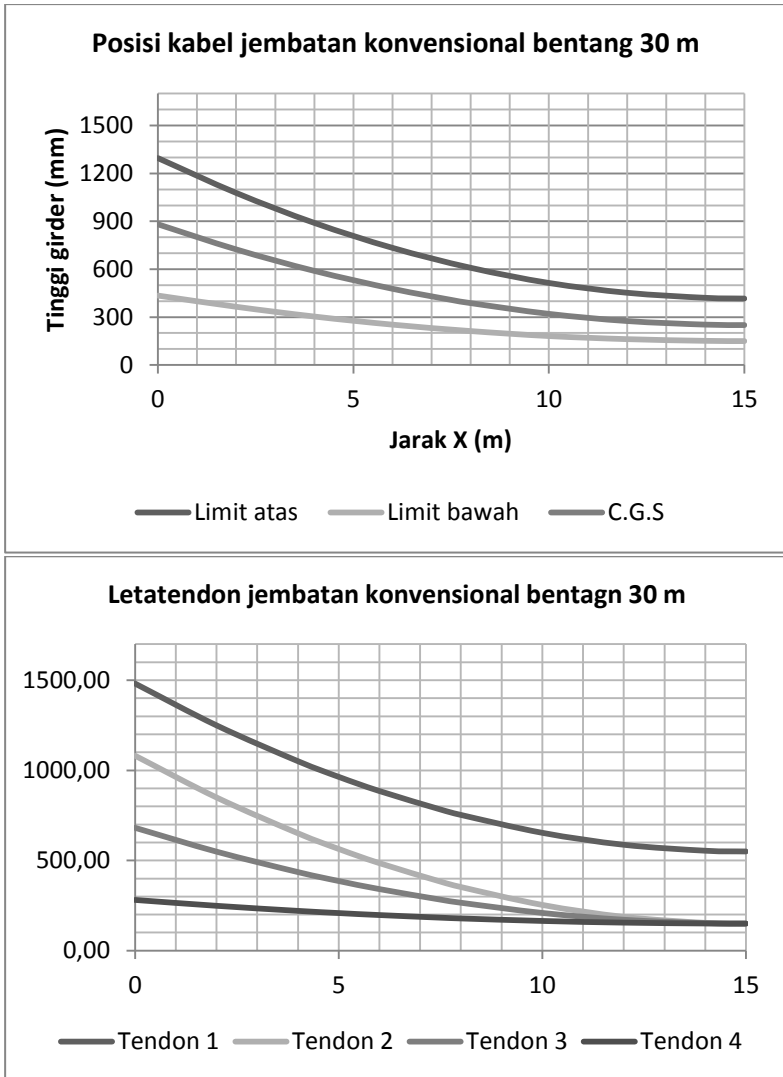 Posisi kabel jembatan konvensional bentang 30 m
Tinggi girder (mm)
1500
1200
900
600
300
0
0 5 10 15
Jarak X (m)
Limit atas Limit bawah C.G.S
Letatendon jembatan konvensional bentagn 30 m
1500,00
1000,00
500,00
0,00
0 5 10 15
Tendon 1 Tendon 2 Tendon 3 Tendon 4